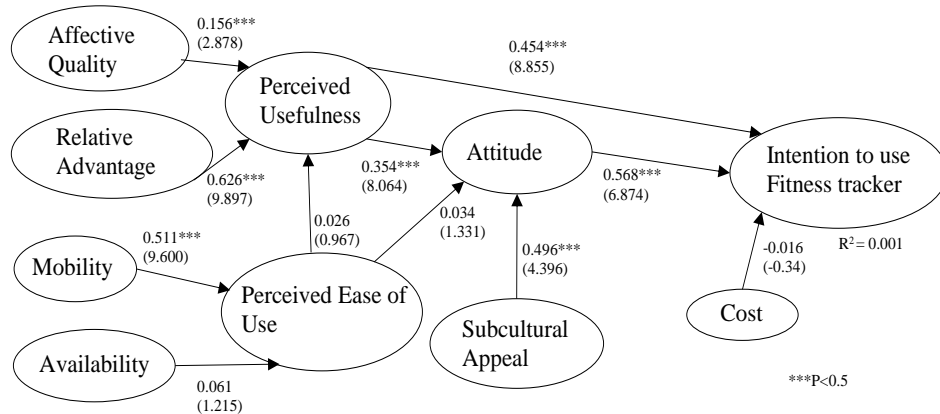 Affective
Quality
0.156***
(2.878)
0.454***
(8.855)
Perceived
Usefulness
Relative
Advantage
0.626***
(9.897)
0.354***
(8.064)
Attitude
0.568***
(6.874)
Intention to use
Fitness tracker
R² = 0.001
0.026
(0.967)
0.034
(1.331)
0.496***
(4.396)
-0.016
(-0.34)
Mobility
0.511***
(9.600)
Perceived Ease of
Use
Subcultural
Appeal
Cost
Availability
0.061
(1.215)
***P<0.5